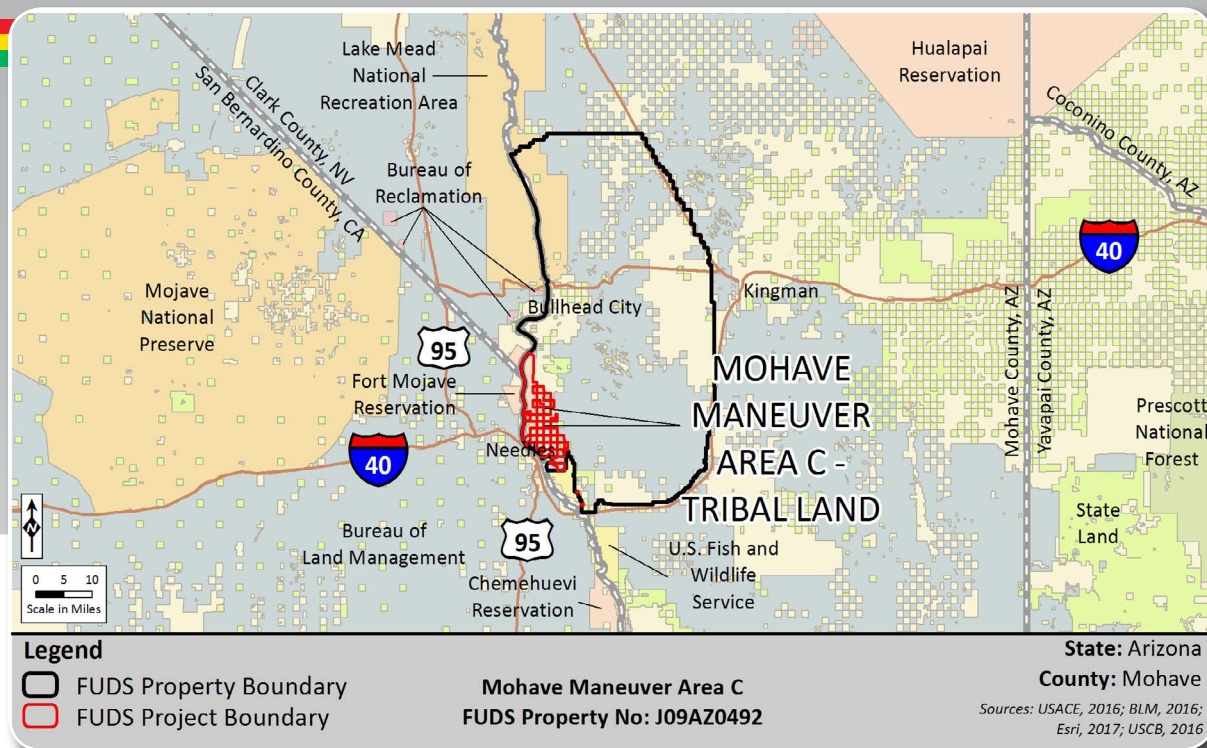 Lake Mead
National
Recreation Area
Hualapai
Reservation
Coconino County, AZ
Clark County, NV
San Bernardino County, CA
Bureau of
Reclamation
40
Mojave
National
Preserve
Bullhead City
Kingman
95
Mohave County, AZ
Yavapai County, AZ
Fort Mojave
Reservation
MOHAVE
MANEUVER
AREA C -
TRIBAL LAND
Prescott
National
Forest
Needles
40
N
Bureau of
Land Management
95
U.S. Fish and
Wildlife
Service
State
Land
Chemehuevi
Reservation
0 5 10
Scale in Miles
Legend
FUDS Property Boundary
FUDS Project Boundary
Mohave Maneuver Area C
FUDS Property No: J09AZ0492
State: Arizona
County: Mohave
Sources: USACE, 2016; BLM, 2016;
Esri, 2017; USCB, 2016